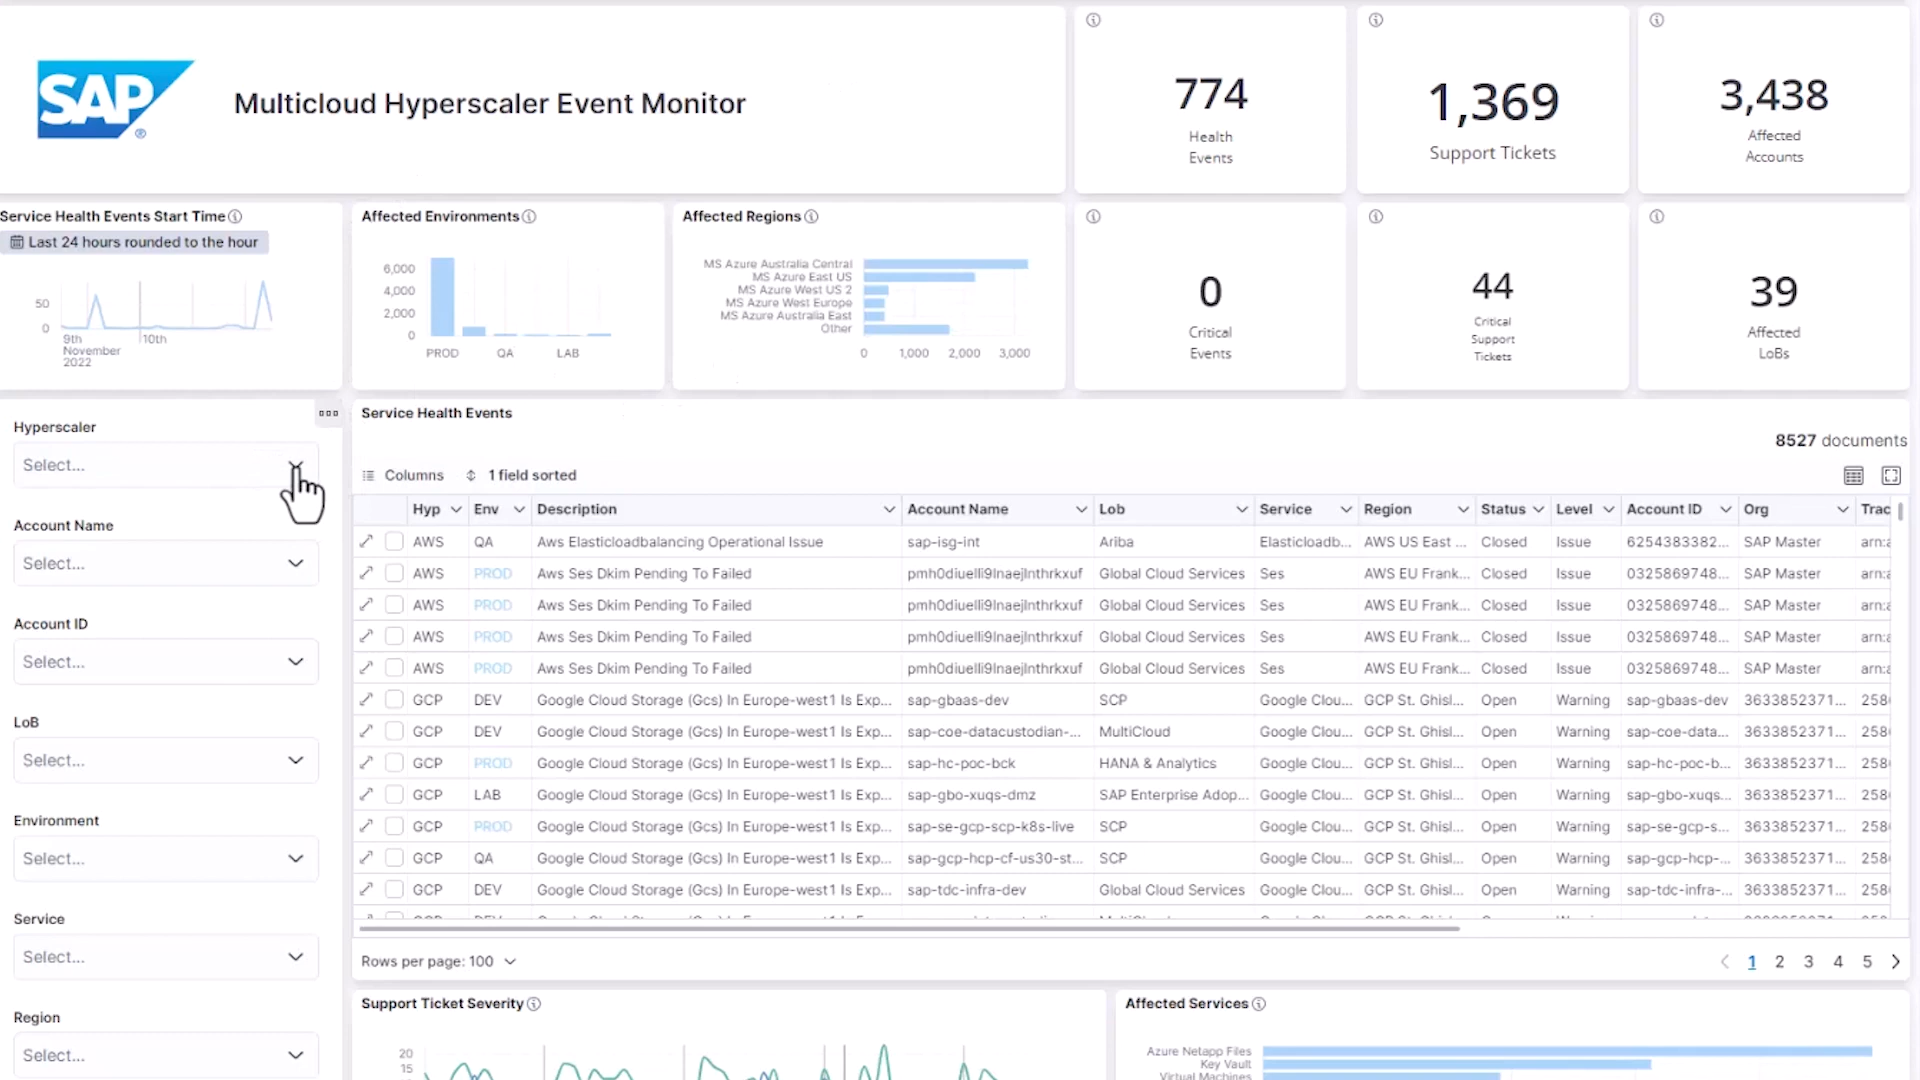 SAP
®
Multicloud Hyperscaler Event Monitor
774
Health
Events
1,369
Support Tickets
3,438
Affected
Accounts
Service Health Events Start Time
Last 24 hours rounded to the hour
50
0
9th
November
2022
10th
Affected Environments
6,000
4,000
2,000
0
PROD QA LAB
Affected Regions
MS Azure Australia Central
MS Azure East US
MS Azure West US 2
MS Azure West Europe
MS Azure Australia East
Other
0 1,000 2,000 3,000
0
Critical
Events
44
Critical
Support
Tickets
39
Affected
LoBs
Hyperscaler
Select...
Account Name
Select...
Account ID
Select...
LoB
Select...
Environment
Select...
Service
Select...
Region
Select...
Service Health Events
8527 documents
Columns 1 field sorted
Hyp Env Description Account Name Lob Service Region Status Level Account ID Org Trac
AWS QA Aws Elasticloadbalancing Operational Issue sap-isg-int Ariba Elasticloadb... AWS US East ... Closed Issue 6254383382... SAP Master arn:a
AWS PROD Aws Ses Dkim Pending To Failed pmh0diuelli9lnaejlnthrkxuf Global Cloud Services Ses AWS EU Frank... Closed Issue 0325869748... SAP Master arn:a
AWS PROD Aws Ses Dkim Pending To Failed pmh0diuelli9lnaejlnthrkxuf Global Cloud Services Ses AWS EU Frank... Closed Issue 0325869748... SAP Master arn:a
AWS PROD Aws Ses Dkim Pending To Failed pmh0diuelli9lnaejlnthrkxuf Global Cloud Services Ses AWS EU Frank... Closed Issue 0325869748... SAP Master arn:a
AWS PROD Aws Ses Dkim Pending To Failed pmh0diuelli9lnaejlnthrkxuf Global Cloud Services Ses AWS EU Frank... Closed Issue 0325869748... SAP Master arn:a
GCP DEV Google Cloud Storage (Gcs) In Europe-west1 Is Exp... sap-gbaas-dev SCP Google Clou... GCP St. Ghisl... Open Warning sap-gbaas-dev 3633852371... 258
GCP DEV Google Cloud Storage (Gcs) In Europe-west1 Is Exp... sap-coe-datacustodian-... MultiCloud Google Clou... GCP St. Ghisl... Open Warning sap-coe-data... 3633852371... 258
GCP PROD Google Cloud Storage (Gcs) In Europe-west1 Is Exp... sap-hc-poc-bck HANA & Analytics Google Clou... GCP St. Ghisl... Open Warning sap-hc-poc-b... 3633852371... 258
GCP LAB Google Cloud Storage (Gcs) In Europe-west1 Is Exp... sap-gbo-xuqs-dmz SAP Enterprise Adop... Google Clou... GCP St. Ghisl... Open Warning sap-gbo-xuqs... 3633852371... 258
GCP PROD Google Cloud Storage (Gcs) In Europe-west1 Is Exp... sap-se-gcp-scp-k8s-live SCP Google Clou... GCP St. Ghisl... Open Warning sap-se-gcp-s... 3633852371... 258
GCP QA Google Cloud Storage (Gcs) In Europe-west1 Is Exp... sap-gcp-hcp-cf-us30-st... SCP Google Clou... GCP St. Ghisl... Open Warning sap-gcp-hcp-... 3633852371... 258
GCP DEV Google Cloud Storage (Gcs) In Europe-west1 Is Exp... sap-tdc-infra-dev Global Cloud Services Google Clou... GCP St. Ghisl... Open Warning sap-tdc-infra-... 3633852371... 258
Rows per page: 100
1 2 3 4 5
Support Ticket Severity
20
15
Affected Services
Azure Netapp Files
Key Vault
Virtual Machines